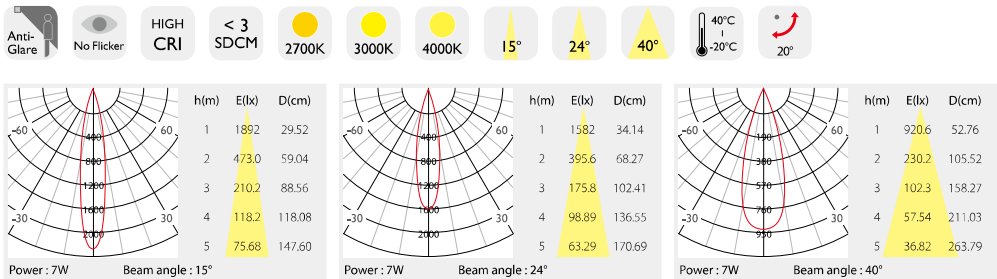 Anti-
Glare
No Flicker
HIGH
CRI
< 3
SDCM
2700K
3000K
4000K
15°
24°
40°
40°C
-20°C
20°
h(m) E(lx) D(cm)
-60 60
400
800
1200
1600
2000
-30 30
1 1892 29.52
2 473.0 59.04
3 210.2 88.56
4 118.2 118.08
5 75.68 147.60
Power : 7W Beam angle : 15°
h(m) E(lx) D(cm)
-60 60
400
800
1200
1600
2000
-30 30
1 1582 34.14
2 395.6 68.27
3 175.8 102.41
4 98.89 136.55
5 63.29 170.69
Power : 7W Beam angle : 24°
h(m) E(lx) D(cm)
-60 60
190
380
570
760
950
-30 30
1 920.6 52.76
2 230.2 105.52
3 102.3 158.27
4 57.54 211.03
5 36.82 263.79
Power : 7W Beam angle : 40°